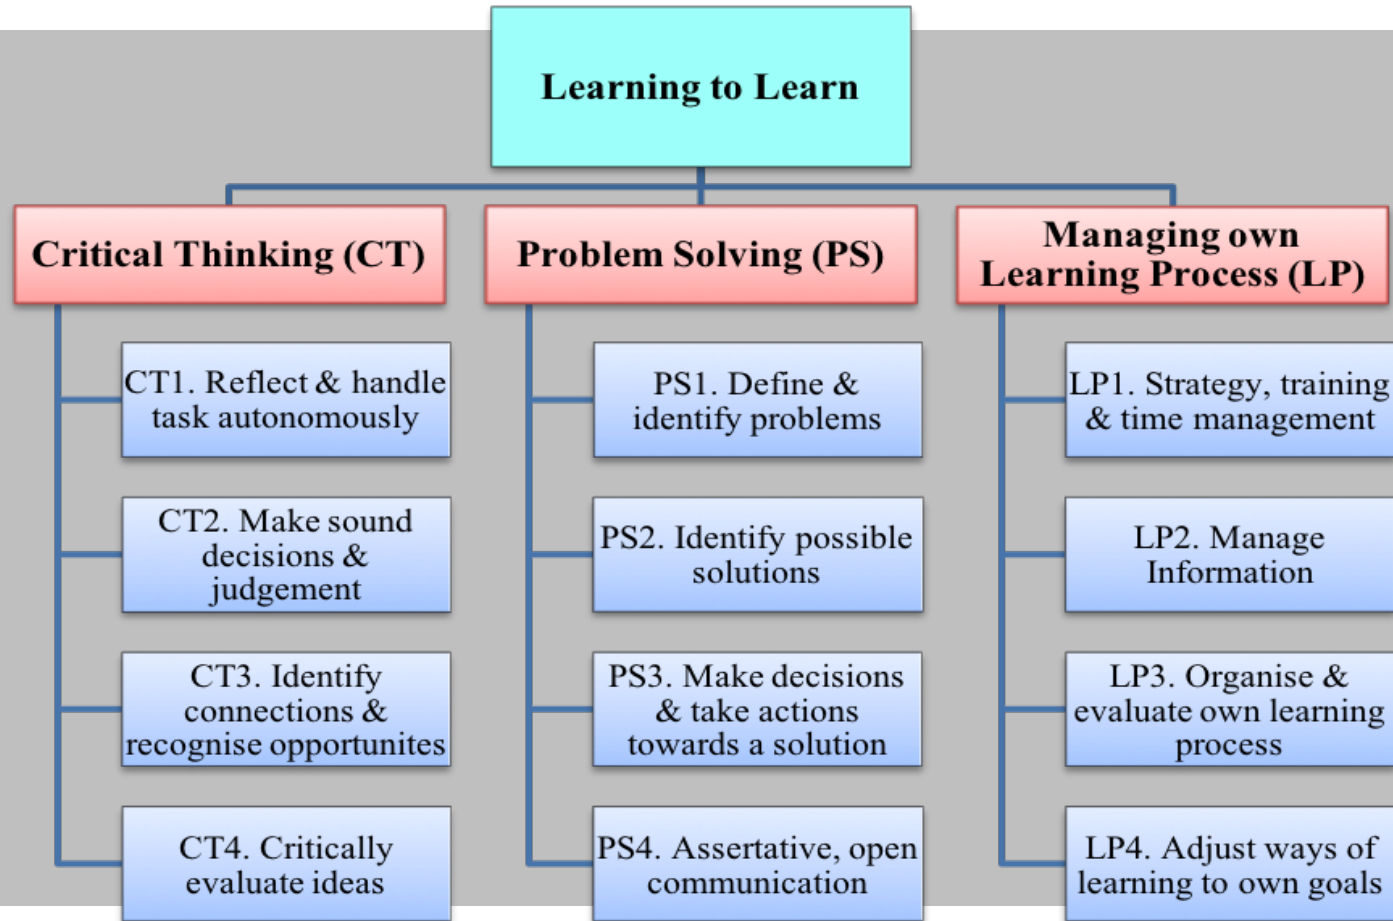 Learning to Learn
Critical Thinking (CT)
CT1. Reflect & handle
task autonomously
CT2. Make sound
decisions &
judgement
CT3. Identify
connections &
recognise opportunites
CT4. Critically
evaluate ideas
Problem Solving (PS)
PS1. Define &
identify problems
PS2. Identify possible
solutions
PS3. Make decisions
& take actions
towards a solution
PS4. Assertative, open
communication
Managing own
Learning Process (LP)
LP1. Strategy, training
& time management
LP2. Manage
Information
LP3. Organise &
evaluate own learning
process
LP4. Adjust ways of
learning to own goals